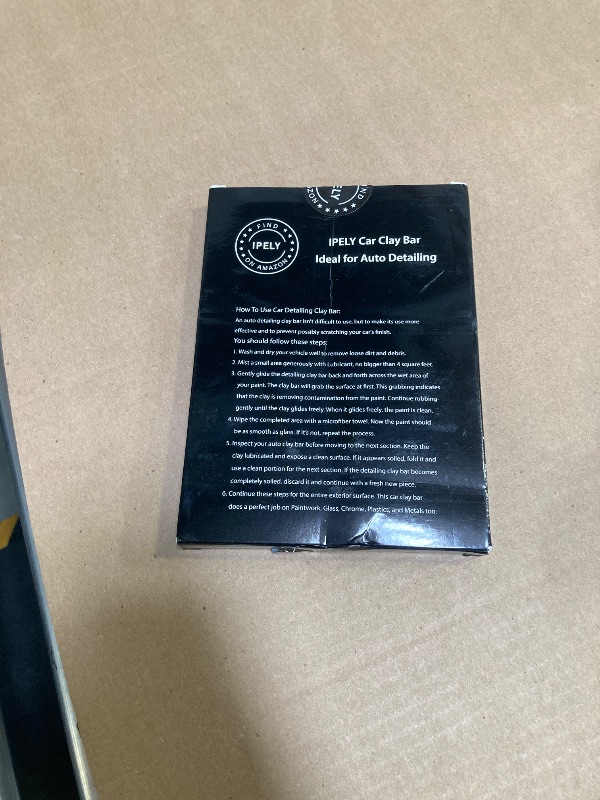 ELY
ND
NOZ
FIND
IPELY
ON AMAZON
IPELY Car Clay Bar
Ideal for Auto Detailing
How To Use Car Detailing Clay Bar:
An auto detailing clay bar isn't difficult to use, but to make its use more
effective and to prevent possibly scratching your car's finish.
You should follow these steps:
1. Wash and dry your vehicle well to remove loose dirt and debris.
2. Mist a small area generously with Lubricant, no bigger than 4 square feet.
3. Gently glide the detailing clay bar back and forth across the wet area of
your paint. The clay bar will grab the surface at first. This grabbing indicates
that the clay is removing contamination from the paint. Continue rubbing
gently until the clay glides freely. When it glides freely, the paint is clean.
4. Wipe the completed area with a microfiber towel. Now the paint should
be as smooth as glass. If it's not, repeat the process.
5. Inspect your auto clay bar before moving to the next section. Keep the
clay lubricated and expose a clean surface. If it appears soiled, fold it and
use a clean portion for the next section. If the detailing clay bar becomes
completely soiled, discard it and continue with a fresh new piece.
6. Continue these steps for the entire exterior surface. This car clay bar
does a perfect job on Paintwork, Glass, Chrome, Plastics, and Metals too.